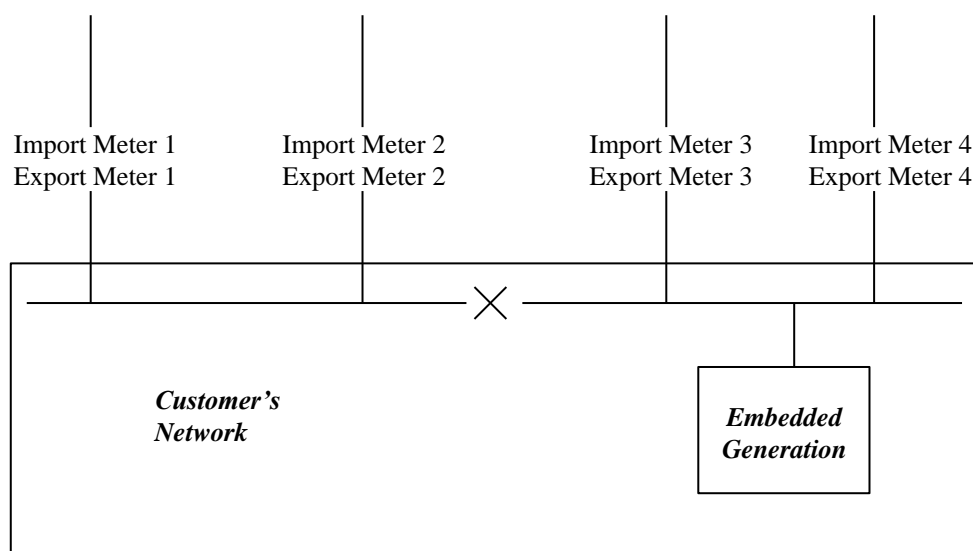 Import Meter 1
Export Meter 1
Import Meter 2
Export Meter 2
Import Meter 3
Export Meter 3
Import Meter 4
Export Meter 4
Customer’s
Network
Embedded
Generation